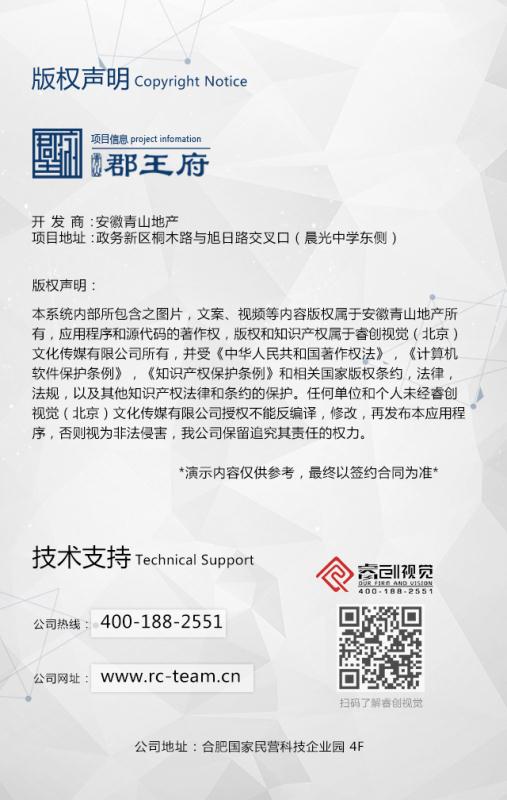 版权声明 Copyright Notice
项目信息 project infomation
郡王府
开 发 商：安徽青山地产
项目地址：政务新区桐木路与旭日路交叉口（晨光中学东侧）
版权声明：
本系统内部所包含之图片，文案、视频等内容版权属于安徽青山地产所
有，应用程序和源代码的著作权，版权和知识产权属于睿创视觉（北京）
文化传媒有限公司所有，并受《中华人民共和国著作权法》，《计算机
软件保护条例》，《知识产权保护条例》和相关国家版权条约，法律，
法规，以及其他知识产权法律和条约的保护。任何单位和个人未经睿创
视觉（北京）文化传媒有限公司授权不能反编译，修改，再发布本应用程
序，否则视为非法侵害，我公司保留追究其责任的权力。
*演示内容仅供参考，最终以签约合同为准*
技术支持 Technical Support
睿创视觉
OUR FIRM AND VISION
400-188-2551
公司热线： 400-188-2551
公司网址： www.rc-team.cn
扫码了解睿创视觉
公司地址：合肥国家民营科技企业园 4F